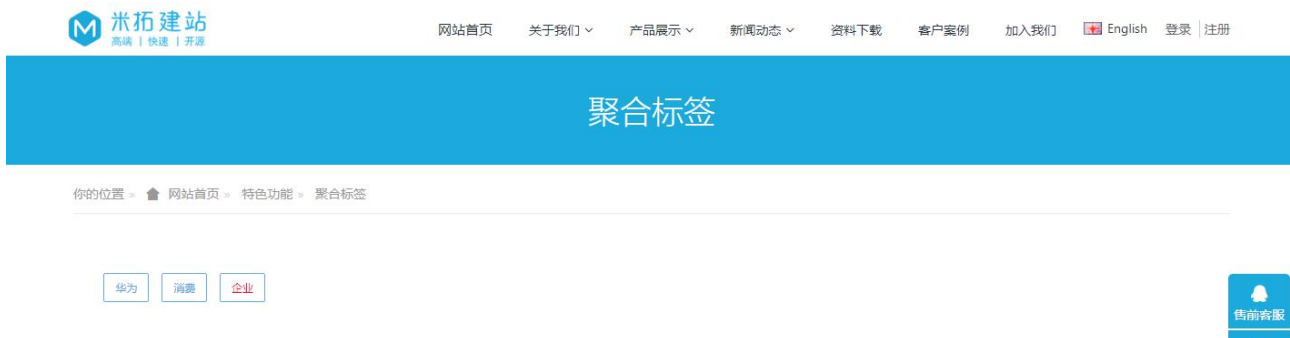 米拓建站
高端 | 快速 | 开源
网站首页 关于我们 产品展示 新闻动态 资料下载 客户案例 加入我们 English 登录 | 注册
聚合标签
你的位置 » 网站首页 » 特色功能 » 聚合标签
华为 消费 企业
售前客服